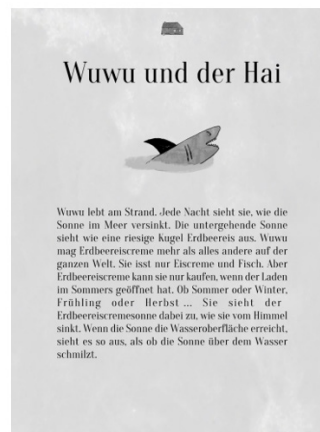 Wuwu und der Hai
Wuwu lebt am Strand. Jede Nacht sieht sie, wie die
Sonne im Meer versinkt. Die untergehende Sonne
sieht wie eine riesige Kugel Erdbeereis aus. Wuwu
mag Erdbeereiscreme mehr als alles andere auf der
ganzen Welt. Sie isst nur Eiscreme und Fisch. Aber
Erdbeereiscreme kann sie nur kaufen, wenn der Laden
im Sommers geöffnet hat. Ob Sommer oder Winter,
Frühling oder Herbst ... Sie sieht der
Erdbeereiscremesonne dabei zu, wie sie vom Himmel
sinkt. Wenn die Sonne die Wasseroberfläche erreicht,
sieht es so aus, als ob die Sonne über dem Wasser
schmilzt.